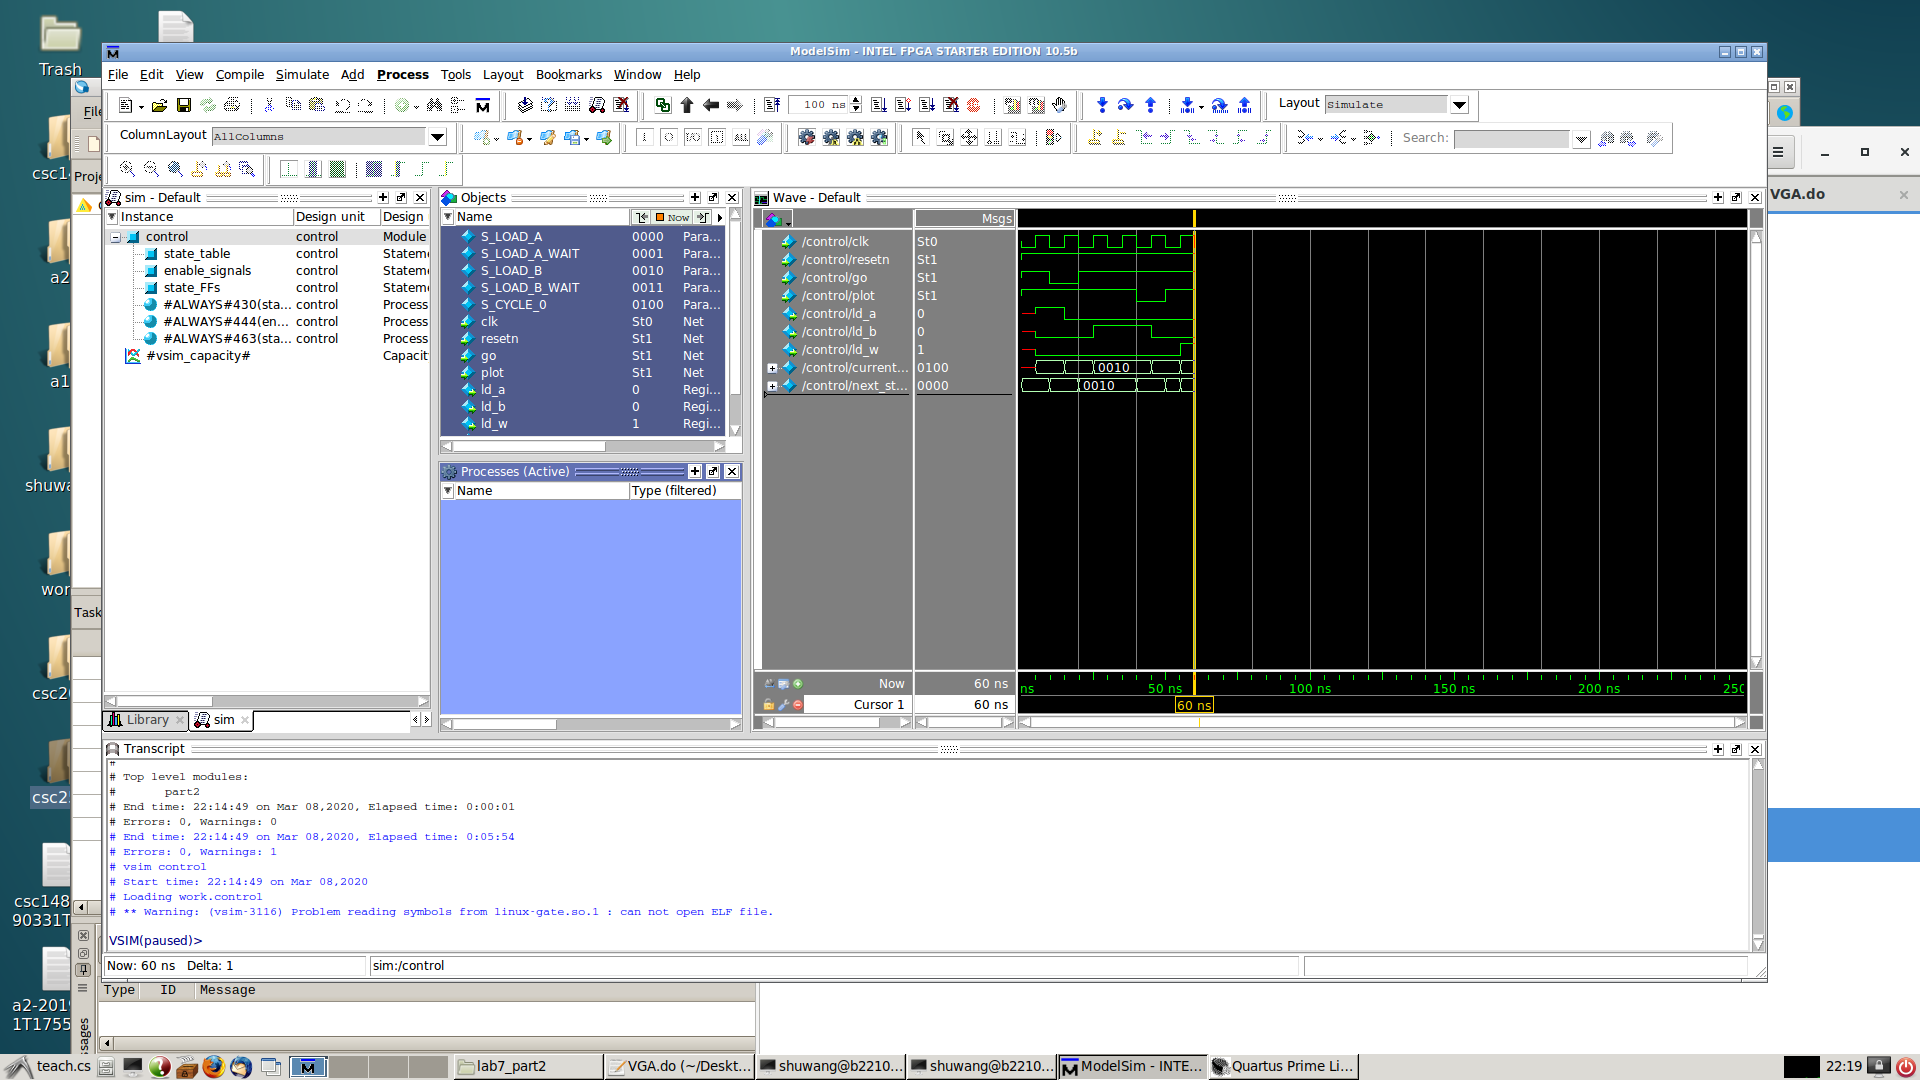 Trash
ModelSim - INTEL FPGA STARTER EDITION 10.5b
File Edit View Compile Simulate Add Process Tools Layout Bookmarks Window Help
100 ns
Layout Simulate
ColumnLayout AllColumns
Search:
sim - Default
Instance Design unit Design
control control Module
state_table control Stateme
enable_signals control Stateme
state_FFs control Stateme
#ALWAYS#430(sta... control Process
#ALWAYS#444(en... control Process
#ALWAYS#463(sta... control Process
#vsim_capacity# Capacit
Library sim
Objects
Name Now
S_LOAD_A 0000 Para...
S_LOAD_A_WAIT 0001 Para...
S_LOAD_B 0010 Para...
S_LOAD_B_WAIT 0011 Para...
S_CYCLE_0 0100 Para...
clk St0 Net
resetn St1 Net
go St1 Net
plot St1 Net
ld_a 0 Regi...
ld_b 0 Regi...
ld_w 1 Regi...
Processes (Active)
Name Type (filtered)
Wave - Default
Msgs
/control/clk St0
/control/resetn St1
/control/go St1
/control/plot St1
/control/ld_a 0
/control/ld_b 0
/control/ld_w 1
/control/current... 0100 0010
/control/next_st... 0000 0010
Now 60 ns
ns 50 ns 100 ns 150 ns 200 ns 250
Cursor 1 60 ns 60 ns
Transcript
#
# Top level modules:
# part2
# End time: 22:14:49 on Mar 08,2020, Elapsed time: 0:00:01
# Errors: 0, Warnings: 0
# End time: 22:14:49 on Mar 08,2020, Elapsed time: 0:05:54
# Errors: 0, Warnings: 1
# vsim control
# Start time: 22:14:49 on Mar 08,2020
# Loading work.control
# ** Warning: (vsim-3116) Problem reading symbols from linux-gate.so.1 : can not open ELF file.
VSIM(paused)>
Now: 60 ns Delta: 1 sim:/control
Type ID Message
File
Proje
Task
VGA.do
csc14
a2
a1
shuwa
wor
csc20
csc2
csc148
90331T
a2-2019
1T1755
ssages
teach.cs lab7_part2 VGA.do (~/Deskt... shuwang@b2210... shuwang@b2210... ModelSim - INTE... Quartus Prime Li... 22:19